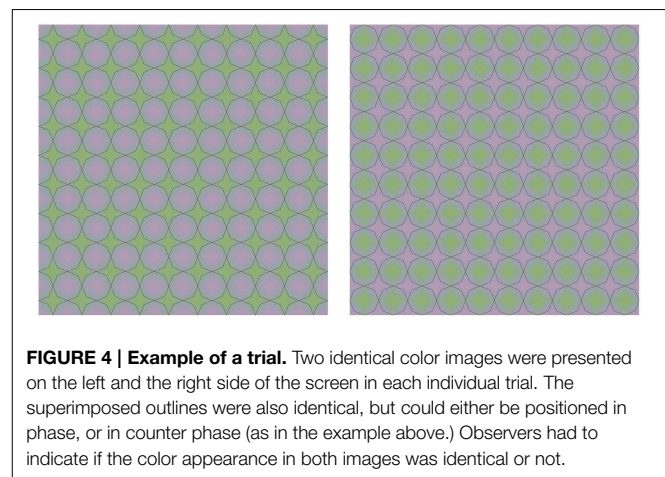 FIGURE 4 | Example of a trial. Two identical color images were presented
on the left and the right side of the screen in each individual trial. The
superimposed outlines were also identical, but could either be positioned in
phase, or in counter phase (as in the example above.) Observers had to
indicate if the color appearance in both images was identical or not.